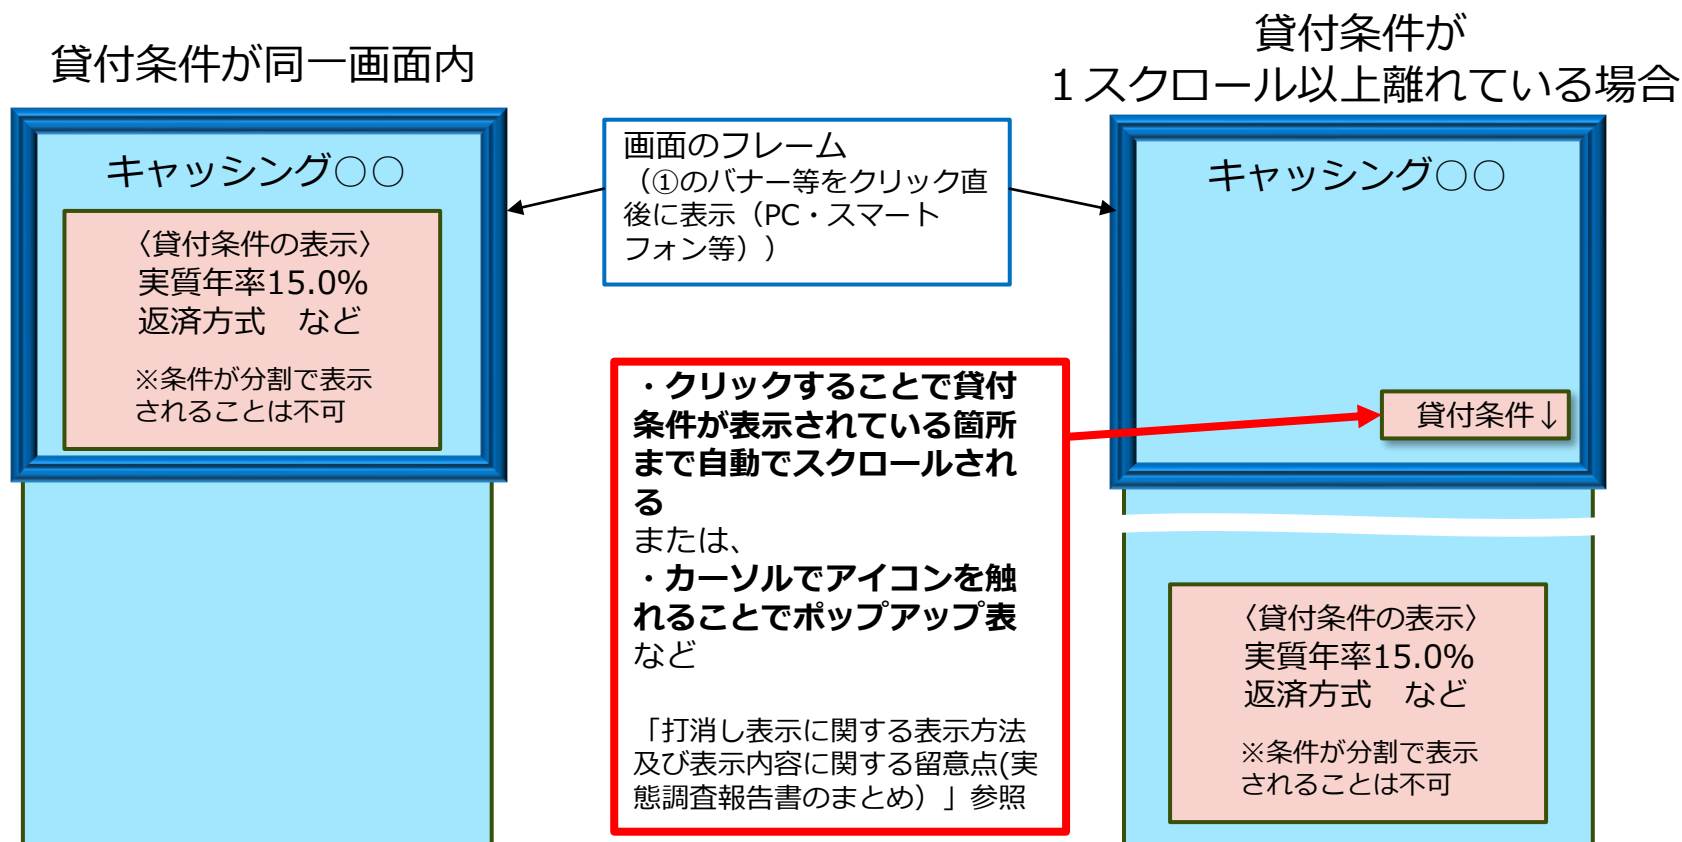 貸付条件が同一画面内
キャッシング○○
〈貸付条件の表示〉
実質年率15.0%
返済方式　など
※条件が分割で表示
されることは不可
画面のフレーム
（①のバナー等をクリック直
後に表示（PC・スマート
フォン等））
・クリックすることで貸付
条件が表示されている箇所
まで自動でスクロールされ
る
または、
・カーソルでアイコンを触
れることでポップアップ表
など
「打消し表示に関する表示方法
及び表示内容に関する留意点(実
態調査報告書のまとめ）」参照
貸付条件が
１スクロール以上離れている場合
キャッシング○○
貸付条件↓
〈貸付条件の表示〉
実質年率15.0%
返済方式　など
※条件が分割で表示
されることは不可